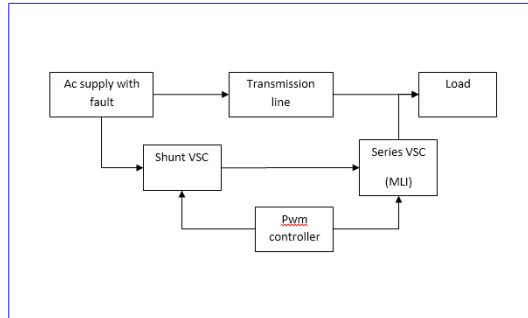 Ac supply with
fault
Transmission
line
Load
Shunt VSC
Series VSC
(MLI)
Pwm
controller